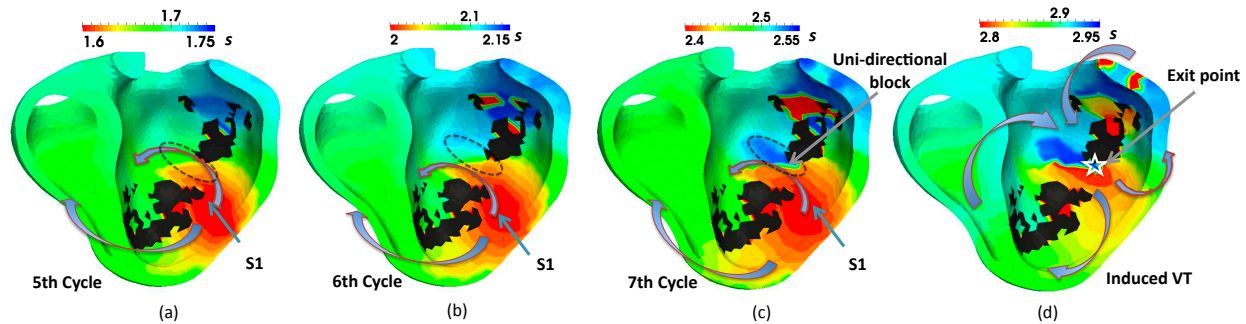 1.7
1.6 1.75 s
5th Cycle
S1
(a)
2.1
2 2.15 s
6th Cycle
(b)
2.5
2.4 2.55 s
Uni-directional
block
7th Cycle
S1
(c)
2.9
2.8 2.95 s
Exit point
Induced VT
(d)